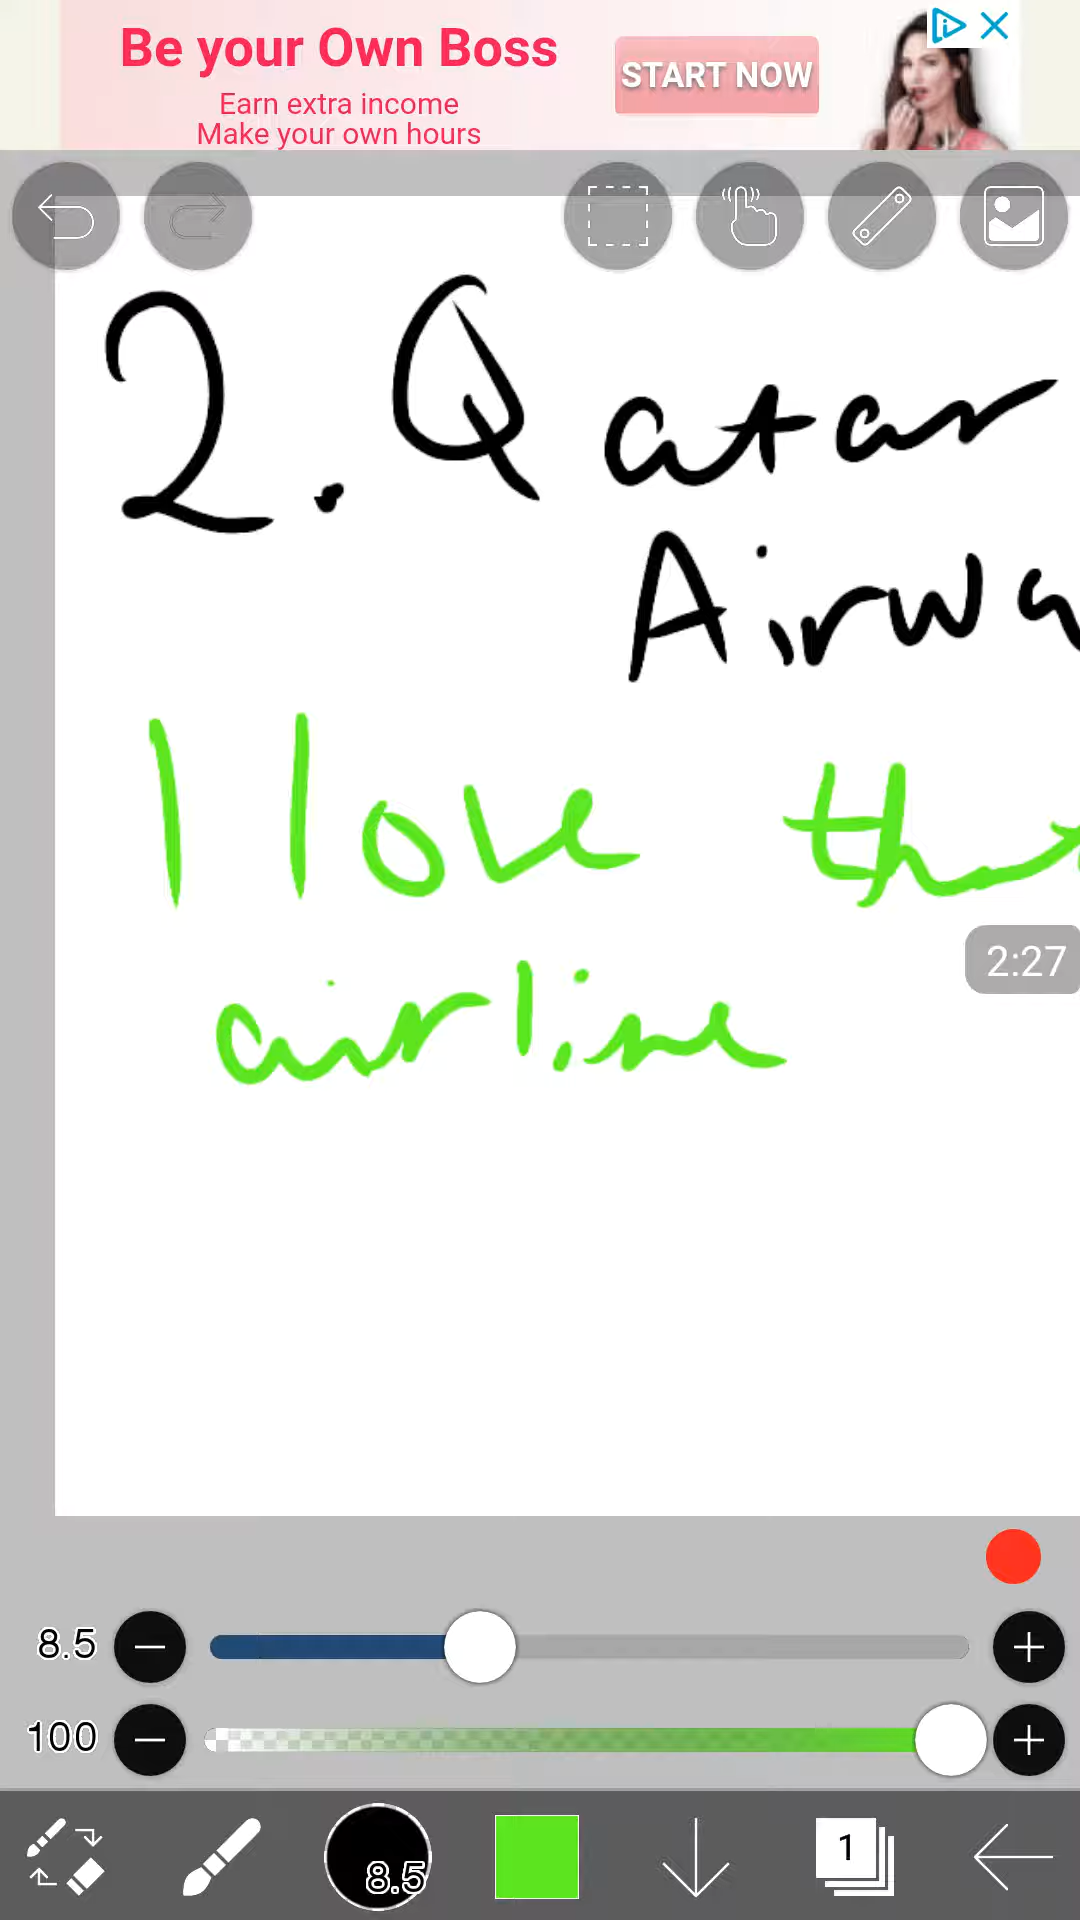 Be your Own Boss
Earn extra income
Make your own hours
START NOW
2. Qatar
Airwa
I love that
airline
2:27
8.5
100
8.5
1